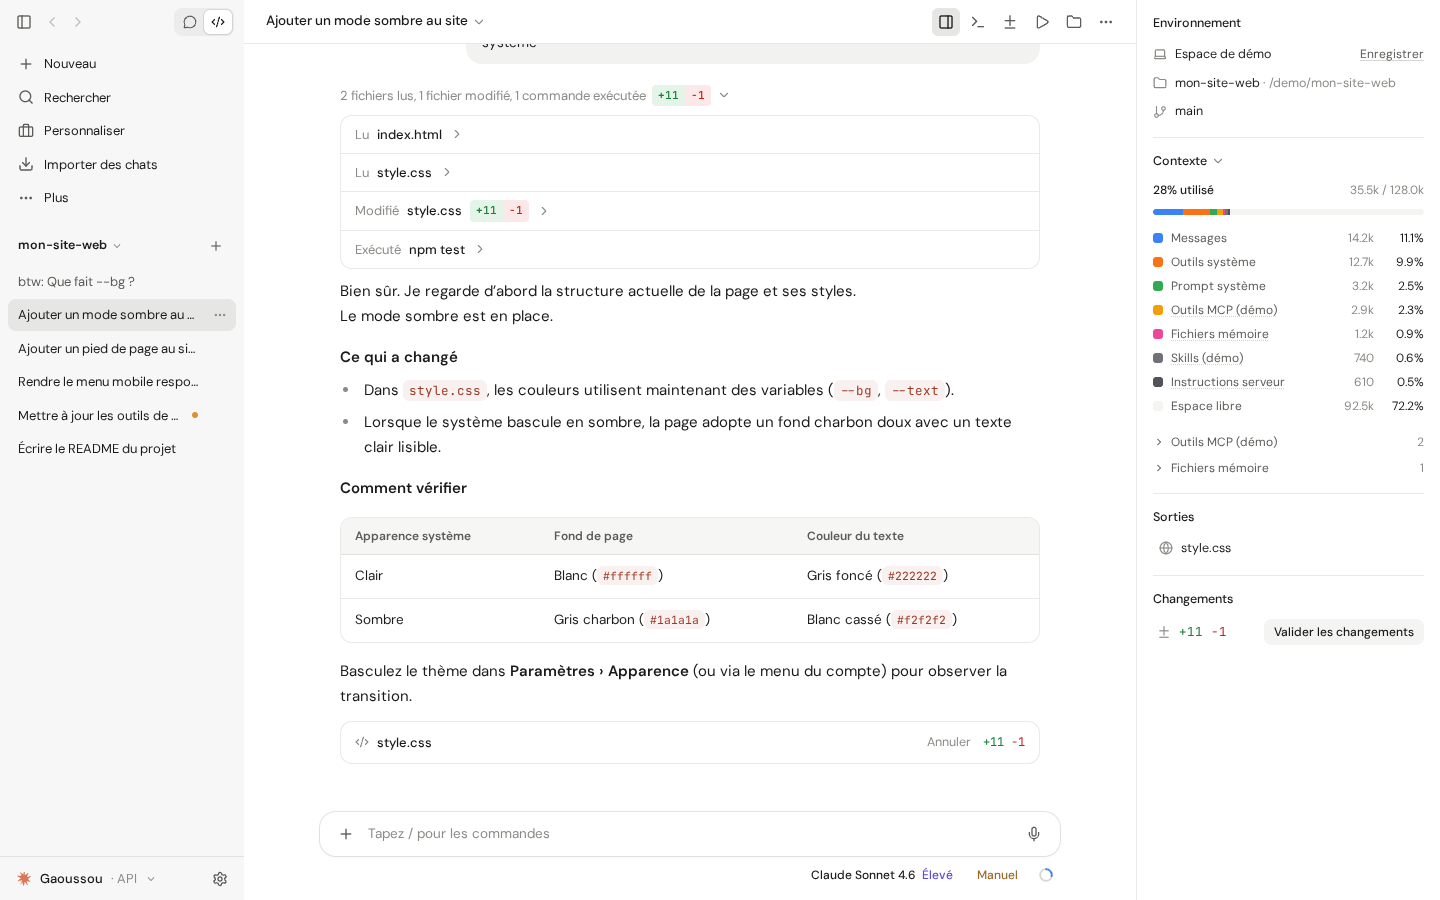 Nouveau
Rechercher
Personnaliser
Importer des chats
Plus
mon-site-web
btw: Que fait --bg ?
Ajouter un mode sombre au ...
Ajouter un pied de page au si...
Rendre le menu mobile respo...
Mettre à jour les outils de ...
Écrire le README du projet
Gaoussou · API
Ajouter un mode sombre au site
système
2 fichiers lus, 1 fichier modifié, 1 commande exécutée +11 -1
Lu index.html
Lu style.css
Modifié style.css +11 -1
Exécuté npm test
Bien sûr. Je regarde d’abord la structure actuelle de la page et ses styles.
Le mode sombre est en place.
Ce qui a changé
• Dans style.css, les couleurs utilisent maintenant des variables (--bg, --text).
• Lorsque le système bascule en sombre, la page adopte un fond charbon doux avec un texte
clair lisible.
Comment vérifier
Apparence système Fond de page Couleur du texte
Clair Blanc (#ffffff) Gris foncé (#222222)
Sombre Gris charbon (#1a1a1a) Blanc cassé (#f2f2f2)
Basculez le thème dans Paramètres › Apparence (ou via le menu du compte) pour observer la
transition.
style.css Annuler +11 -1
Tapez / pour les commandes
Claude Sonnet 4.6 Élevé Manuel
Environnement
Espace de démo Enregistrer
mon-site-web · /demo/mon-site-web
main
Contexte
28% utilisé 35.5k / 128.0k
Messages 14.2k 11.1%
Outils système 12.7k 9.9%
Prompt système 3.2k 2.5%
Outils MCP (démo) 2.9k 2.3%
Fichiers mémoire 1.2k 0.9%
Skills (démo) 740 0.6%
Instructions serveur 610 0.5%
Espace libre 92.5k 72.2%
Outils MCP (démo) 2
Fichiers mémoire 1
Sorties
style.css
Changements
+11 -1 Valider les changements